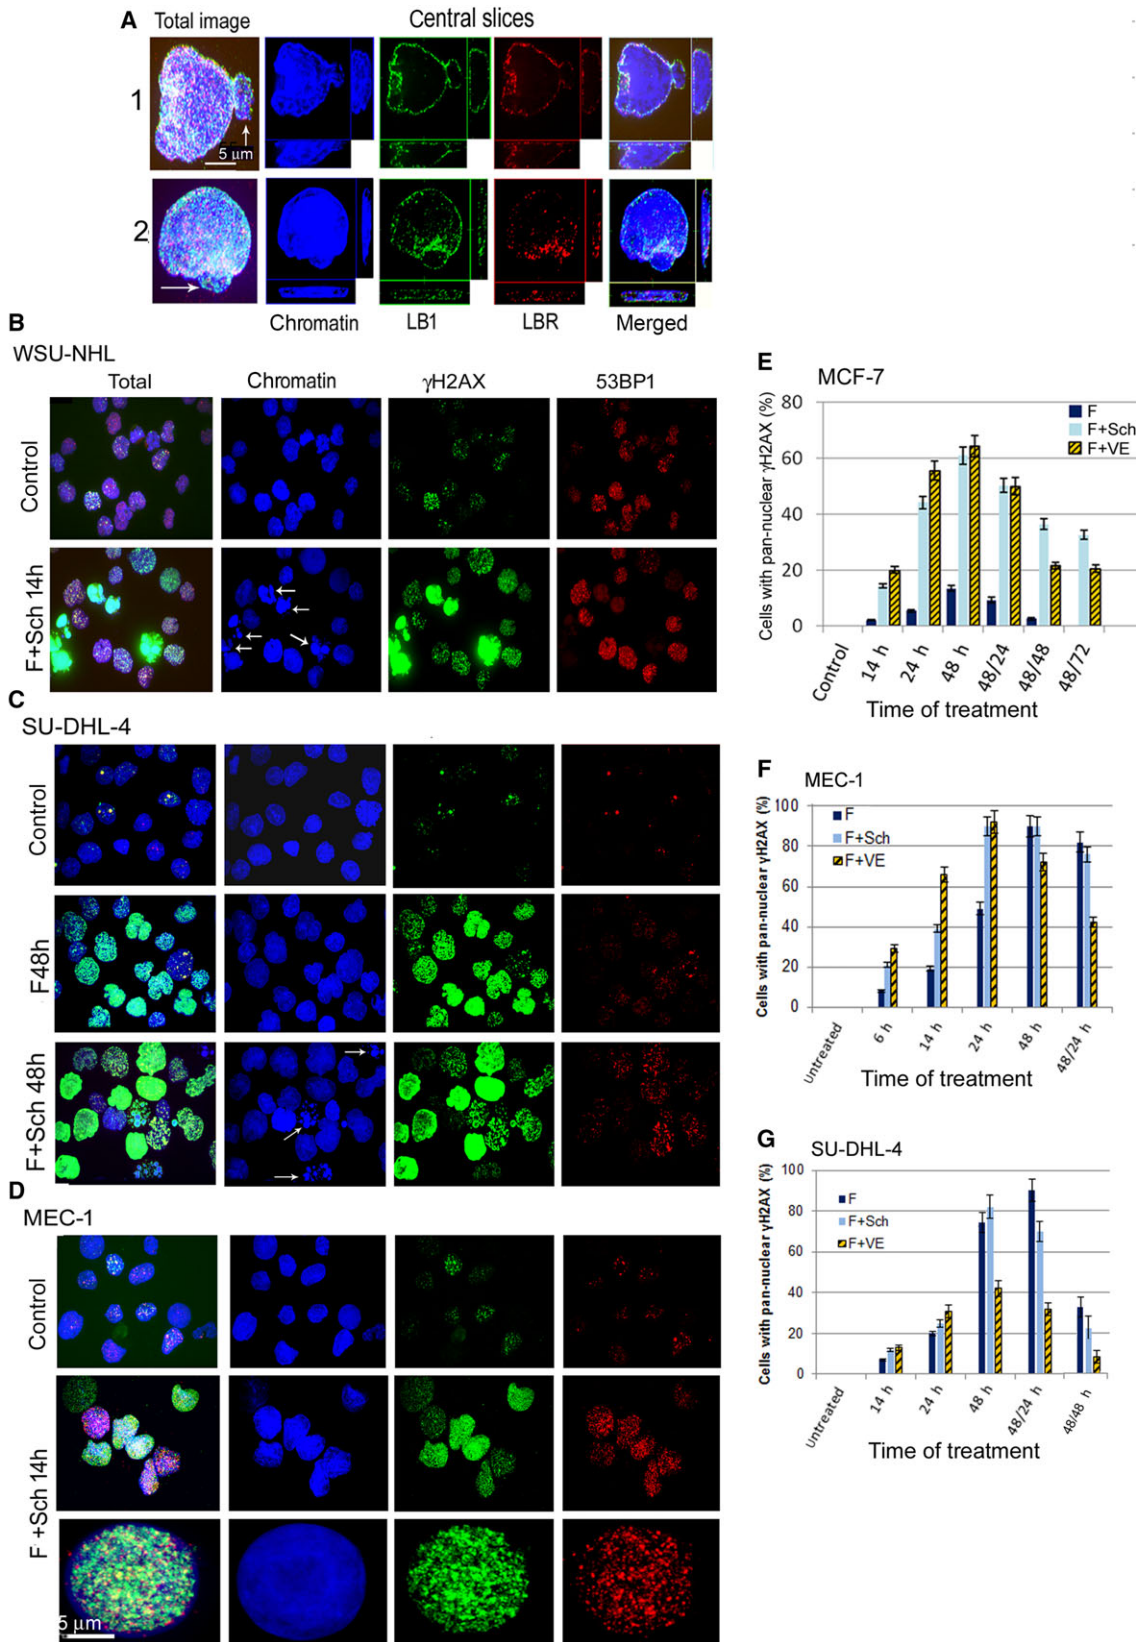 A
Total image
Central slices
1
5 µm
2
Chromatin
LB1
LBR
Merged
B
WSU-NHL
Total
Chromatin
γH2AX
53BP1
Control
F+Sch 14h
C
SU-DHL-4
Control
F48h
F+Sch 48h
D
MEC-1
Control
F +Sch 14h
5 µm
E
MCF-7
Cells with pan-nuclear γH2AX (%)
80
60
40
20
0
F
F+Sch
F+VE
Control
14 h
24 h
48 h
48/24
48/48
48/72
Time of treatment
F
MEC-1
Cells with pan-nuclear γH2AX (%)
100
80
60
40
20
0
F
F+Sch
F+VE
Untreated
6 h
14 h
24 h
48 h
48/24 h
Time of treatment
G
SU-DHL-4
Cells with pan-nuclear γH2AX (%)
100
80
60
40
20
0
F
F+Sch
F+VE
Untreated
14 h
24 h
48 h
48/24 h
48/48 h
Time of treatment